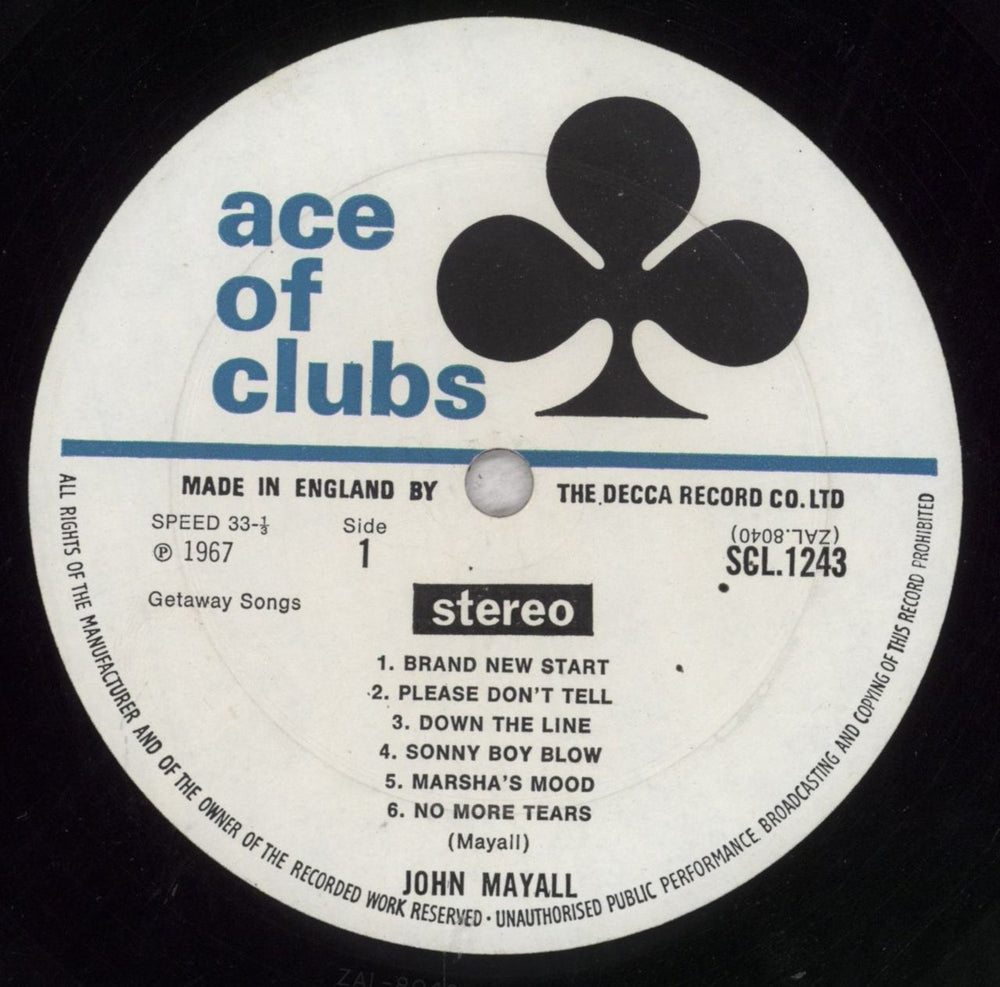 ace
of
clubs
MADE IN ENGLAND BY THE DECCA RECORD CO. LTD
SPEED 33-⅓
℗ 1967
Side
1
(ZAL.8040)
SCL.1243
Getaway Songs
stereo
1. BRAND NEW START
2. PLEASE DON'T TELL
3. DOWN THE LINE
4. SONNY BOY BLOW
5. MARSHA'S MOOD
6. NO MORE TEARS
(Mayall)
JOHN MAYALL
ALL RIGHTS OF THE MANUFACTURER AND OF THE OWNER OF THE RECORDED WORK RESERVED · UNAUTHORISED PUBLIC PERFORMANCE BROADCASTING AND COPYING OF THIS RECORD PROHIBITED